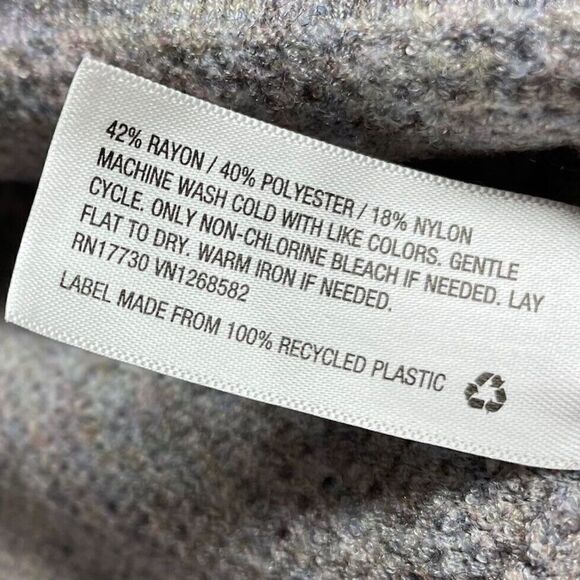 42% RAYON / 40% POLYESTER / 18% NYLON
MACHINE WASH COLD WITH LIKE COLORS. GENTLE
CYCLE. ONLY NON-CHLORINE BLEACH IF NEEDED. LAY
FLAT TO DRY. WARM IRON IF NEEDED.
RN17730 VN1268582
LABEL MADE FROM 100% RECYCLED PLASTIC